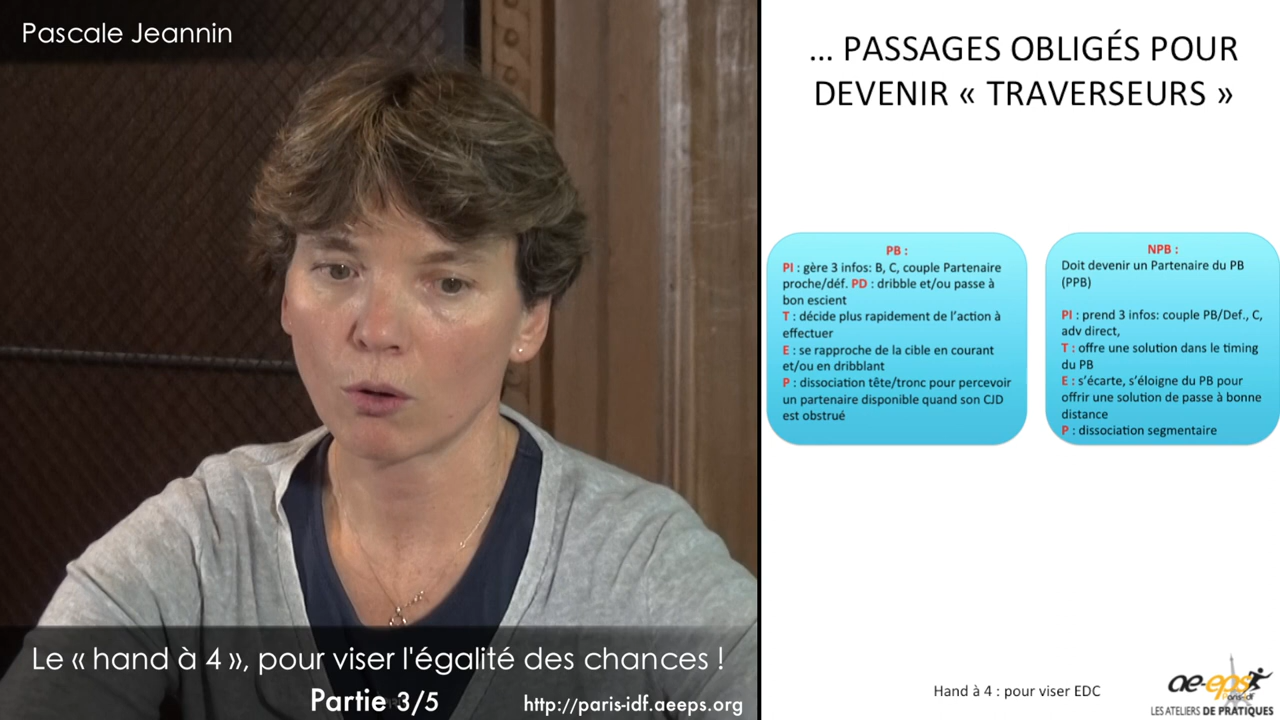 Pascale Jeannin
Le « hand à 4 », pour viser l'égalité des chances !
Partie 3/5
http://paris-idf.aeeps.org
... PASSAGES OBLIGÉS POUR
DEVENIR « TRAVERSEURS »
PB :
PI : gère 3 infos: B, C, couple Partenaire
proche/déf. PD : dribble et/ou passe à
bon escient
T : décide plus rapidement de l'action à
effectuer
E : se rapproche de la cible en courant
et/ou en dribblant
P : dissociation tête/tronc pour percevoir
un partenaire disponible quand son CJD
est obstrué
NPB :
Doit devenir un Partenaire du PB
(PPB)
PI : prend 3 infos: couple PB/Def., C,
adv direct,
T : offre une solution dans le timing
du PB
E : s'écarte, s'éloigne du PB pour
offrir une solution de passe à bonne
distance
P : dissociation segmentaire
Hand à 4 : pour viser EDC
ae-eps
Paris-idf
LES ATELIERS DE PRATIQUES